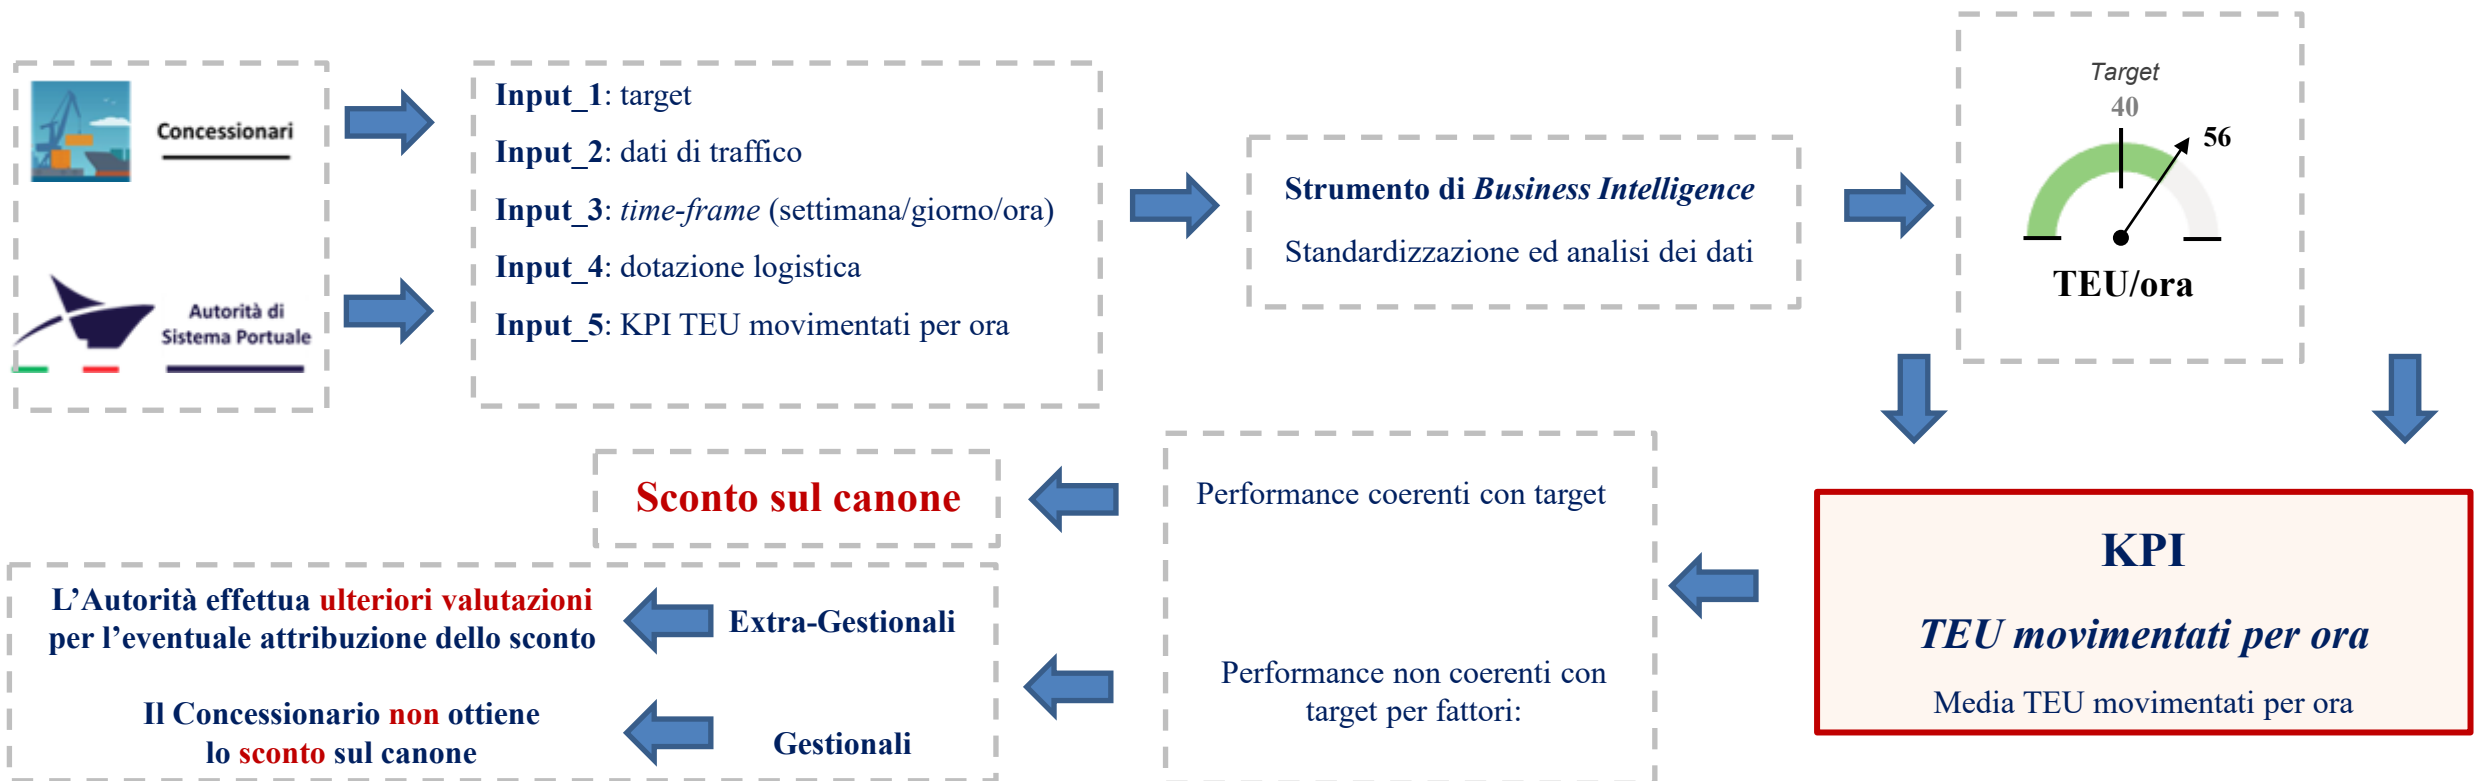 Concessionari
Autorità di
Sistema Portuale
Input_1: target
Input_2: dati di traffico
Input_3: time-frame (settimana/giorno/ora)
Input_4: dotazione logistica
Input_5: KPI TEU movimentati per ora
Strumento di Business Intelligence
Standardizzazione ed analisi dei dati
Target
40
56
TEU/ora
KPI
TEU movimentati per ora
Media TEU movimentati per ora
Performance coerenti con target
Performance non coerenti con
target per fattori:
Sconto sul canone
Extra-Gestionali
L'Autorità effettua ulteriori valutazioni
per l'eventuale attribuzione dello sconto
Gestionali
Il Concessionario non ottiene
lo sconto sul canone